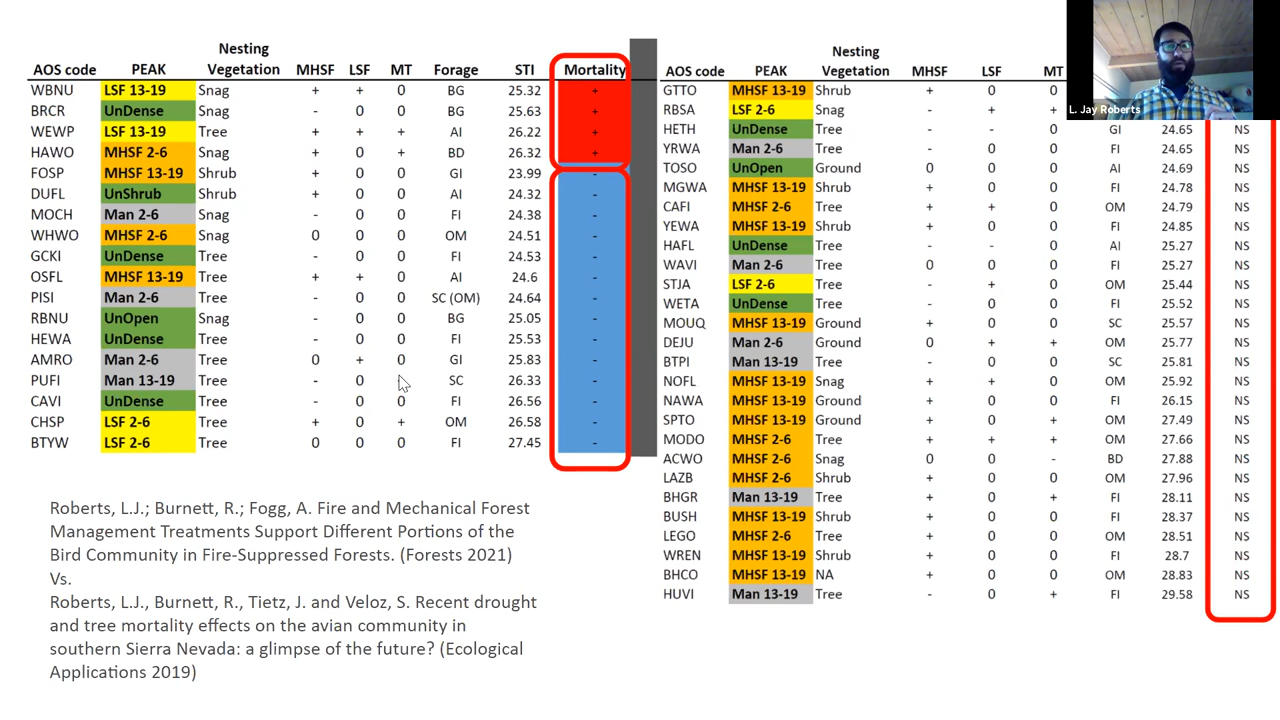 Nesting
AOS code PEAK Vegetation MHSF LSF MT Forage STI Mortality
WBNU LSF 13-19 Snag + + 0 BG 25.32 +
BRCR UnDense Snag - 0 0 BG 25.63 +
WEWP LSF 13-19 Tree + + + AI 26.22 +
HAWO MHSF 2-6 Snag + 0 + BD 26.32 +
FOSP MHSF 13-19 Shrub + 0 0 GI 23.99 -
DUFL UnShrub Shrub + 0 0 AI 24.32 -
MOCH Man 2-6 Snag - 0 0 FI 24.38 -
WHWO MHSF 2-6 Snag 0 0 0 OM 24.51 -
GCKI UnDense Tree - 0 0 FI 24.53 -
OSFL MHSF 13-19 Tree + + 0 AI 24.6 -
PISI Man 2-6 Tree - 0 0 SC (OM) 24.64 -
RBNU UnOpen Snag - 0 0 BG 25.05 -
HEWA UnDense Tree - 0 0 FI 25.53 -
AMRO Man 2-6 Tree 0 + 0 GI 25.83 -
PUFI Man 13-19 Tree - 0 0 SC 26.33 -
CAVI UnDense Tree - 0 0 FI 26.56 -
CHSP LSF 2-6 Tree + 0 + OM 26.58 -
BTYW LSF 2-6 Tree 0 0 0 FI 27.45 -
Roberts, L.J.; Burnett, R.; Fogg, A. Fire and Mechanical Forest
Management Treatments Support Different Portions of the
Bird Community in Fire-Suppressed Forests. (Forests 2021)
Vs.
Roberts, L.J., Burnett, R., Tietz, J. and Veloz, S. Recent drought
and tree mortality effects on the avian community in
southern Sierra Nevada: a glimpse of the future? (Ecological
Applications 2019)
Nesting
AOS code PEAK Vegetation MHSF LSF MT
GTTO MHSF 13-19 Shrub + 0 0
RBSA LSF 2-6 Snag - + +
HETH UnDense Tree - - 0 GI 24.65 NS
YRWA Man 2-6 Tree - 0 0 FI 24.65 NS
TOSO UnOpen Ground 0 0 0 AI 24.69 NS
MGWA MHSF 13-19 Shrub + 0 0 FI 24.78 NS
CAFI MHSF 2-6 Tree + + 0 OM 24.79 NS
YEWA MHSF 13-19 Shrub + 0 0 FI 24.85 NS
HAFL UnDense Tree - - 0 AI 25.27 NS
WAVI Man 2-6 Tree 0 0 0 FI 25.27 NS
STJA LSF 2-6 Tree - + 0 OM 25.44 NS
WETA UnDense Tree - 0 0 FI 25.52 NS
MOUQ MHSF 13-19 Ground + 0 0 SC 25.57 NS
DEJU Man 2-6 Ground 0 + + OM 25.77 NS
BTPI Man 13-19 Tree - 0 0 SC 25.81 NS
NOFL MHSF 13-19 Snag + + 0 OM 25.92 NS
NAWA MHSF 13-19 Ground + 0 0 FI 26.15 NS
SPTO MHSF 13-19 Ground + 0 + OM 27.49 NS
MODO MHSF 2-6 Tree + + + OM 27.66 NS
ACWO MHSF 2-6 Snag 0 0 - BD 27.88 NS
LAZB MHSF 2-6 Shrub + 0 0 OM 27.96 NS
BHGR Man 13-19 Tree + 0 + FI 28.11 NS
BUSH MHSF 13-19 Shrub + 0 0 FI 28.37 NS
LEGO MHSF 2-6 Tree + 0 0 OM 28.51 NS
WREN MHSF 13-19 Shrub + 0 0 FI 28.7 NS
BHCO MHSF 13-19 NA + 0 0 OM 28.83 NS
HUVI Man 13-19 Tree - 0 + FI 29.58 NS
L. Jay Roberts